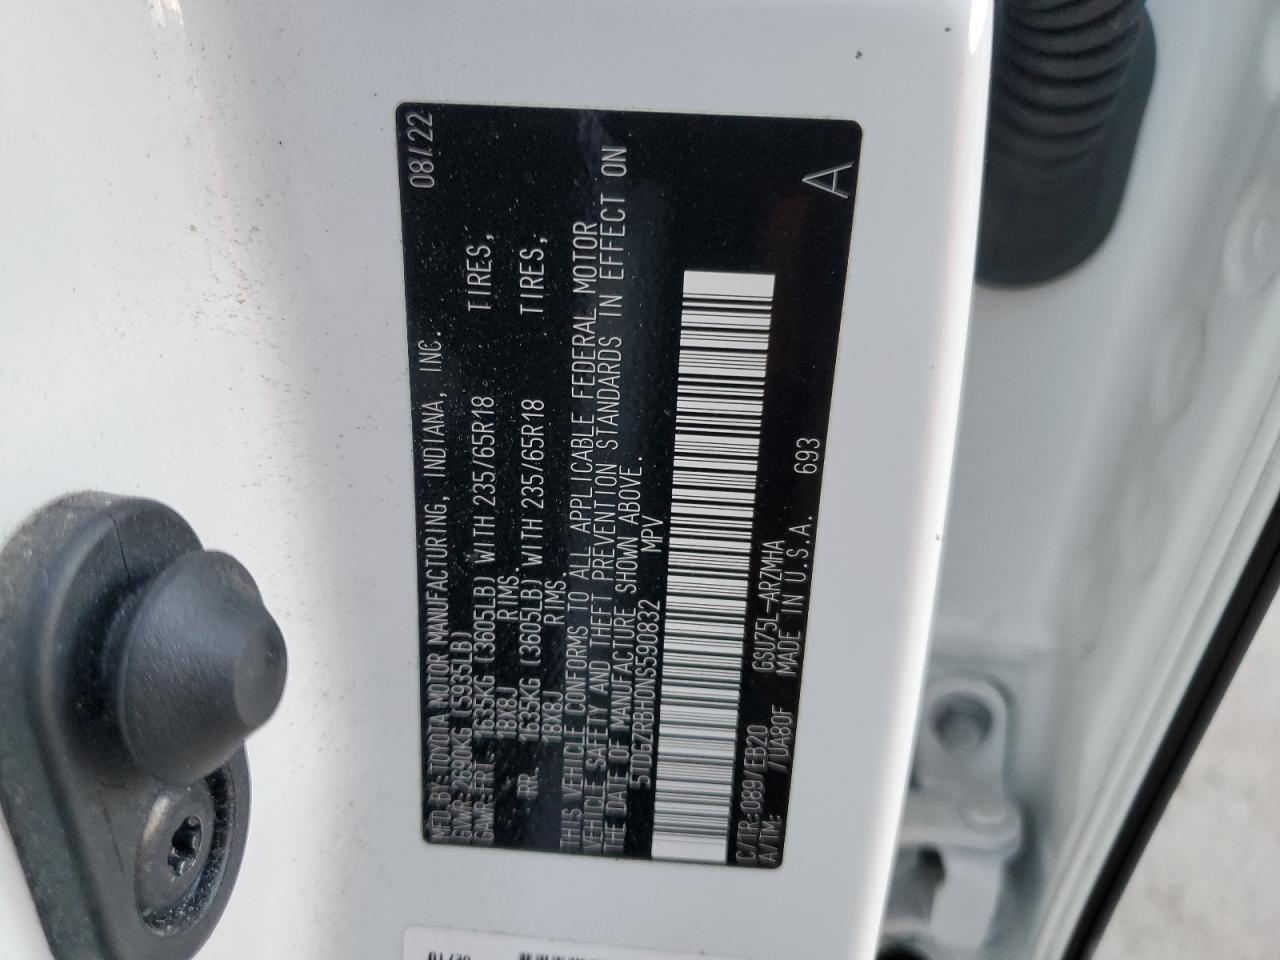 MFD BY: TOYOTA MOTOR MANUFACTURING, INDIANA, INC. 08/22
GVWR: 2690KG (5935LB)
GAWR: FRT 1635KG (3605LB) WITH 235/65R18 TIRES,
18X8J RIMS.
RR 1635KG (3605LB) WITH 235/65R18 TIRES,
18X8J RIMS.
THIS VEHICLE CONFORMS TO ALL APPLICABLE FEDERAL MOTOR
VEHICLE SAFETY AND THEFT PREVENTION STANDARDS IN EFFECT ON
THE DATE OF MANUFACTURE SHOWN ABOVE.
5TDGZRBH0NS590832 MPV
C/TR: 089/EB20 GSU75L-ARZMHA
A/TM: /UA80F MADE IN U.S.A. 693
A